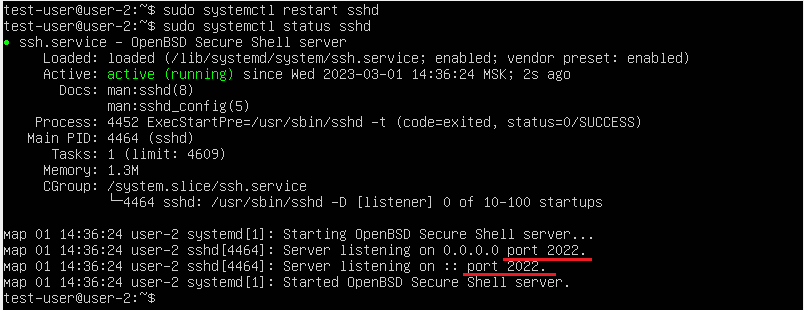 test-user@user-2:~$ sudo systemctl restart sshd
test-user@user-2:~$ sudo systemctl status sshd
● ssh.service - OpenBSD Secure Shell server
Loaded: loaded (/lib/systemd/system/ssh.service; enabled; vendor preset: enabled)
Active: active (running) since Wed 2023-03-01 14:36:24 MSK; 2s ago
Docs: man:sshd(8)
man:sshd_config(5)
Process: 4452 ExecStartPre=/usr/sbin/sshd -t (code=exited, status=0/SUCCESS)
Main PID: 4464 (sshd)
Tasks: 1 (limit: 4609)
Memory: 1.3M
CGroup: /system.slice/ssh.service
└─4464 sshd: /usr/sbin/sshd -D [listener] 0 of 10-100 startups
мар 01 14:36:24 user-2 systemd[1]: Starting OpenBSD Secure Shell server...
мар 01 14:36:24 user-2 sshd[4464]: Server listening on 0.0.0.0 port 2022.
мар 01 14:36:24 user-2 sshd[4464]: Server listening on :: port 2022.
мар 01 14:36:24 user-2 systemd[1]: Started OpenBSD Secure Shell server.
test-user@user-2:~$